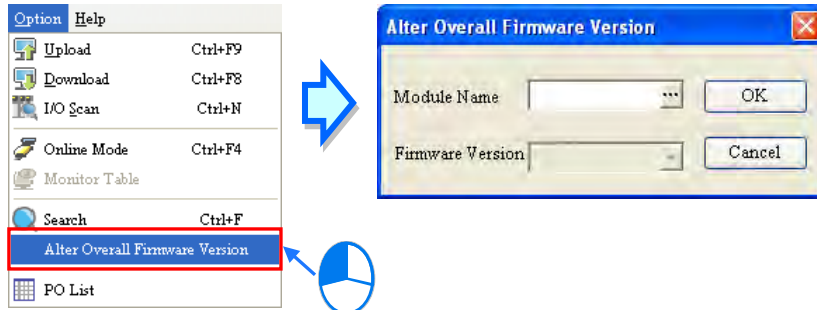 Option Help
Upload Ctrl+F9
Download Ctrl+F8
I/O Scan Ctrl+N
Online Mode Ctrl+F4
Monitor Table
Search Ctrl+F
Alter Overall Firmware Version
PO List
Alter Overall Firmware Version
Module Name ... OK
Firmware Version Cancel